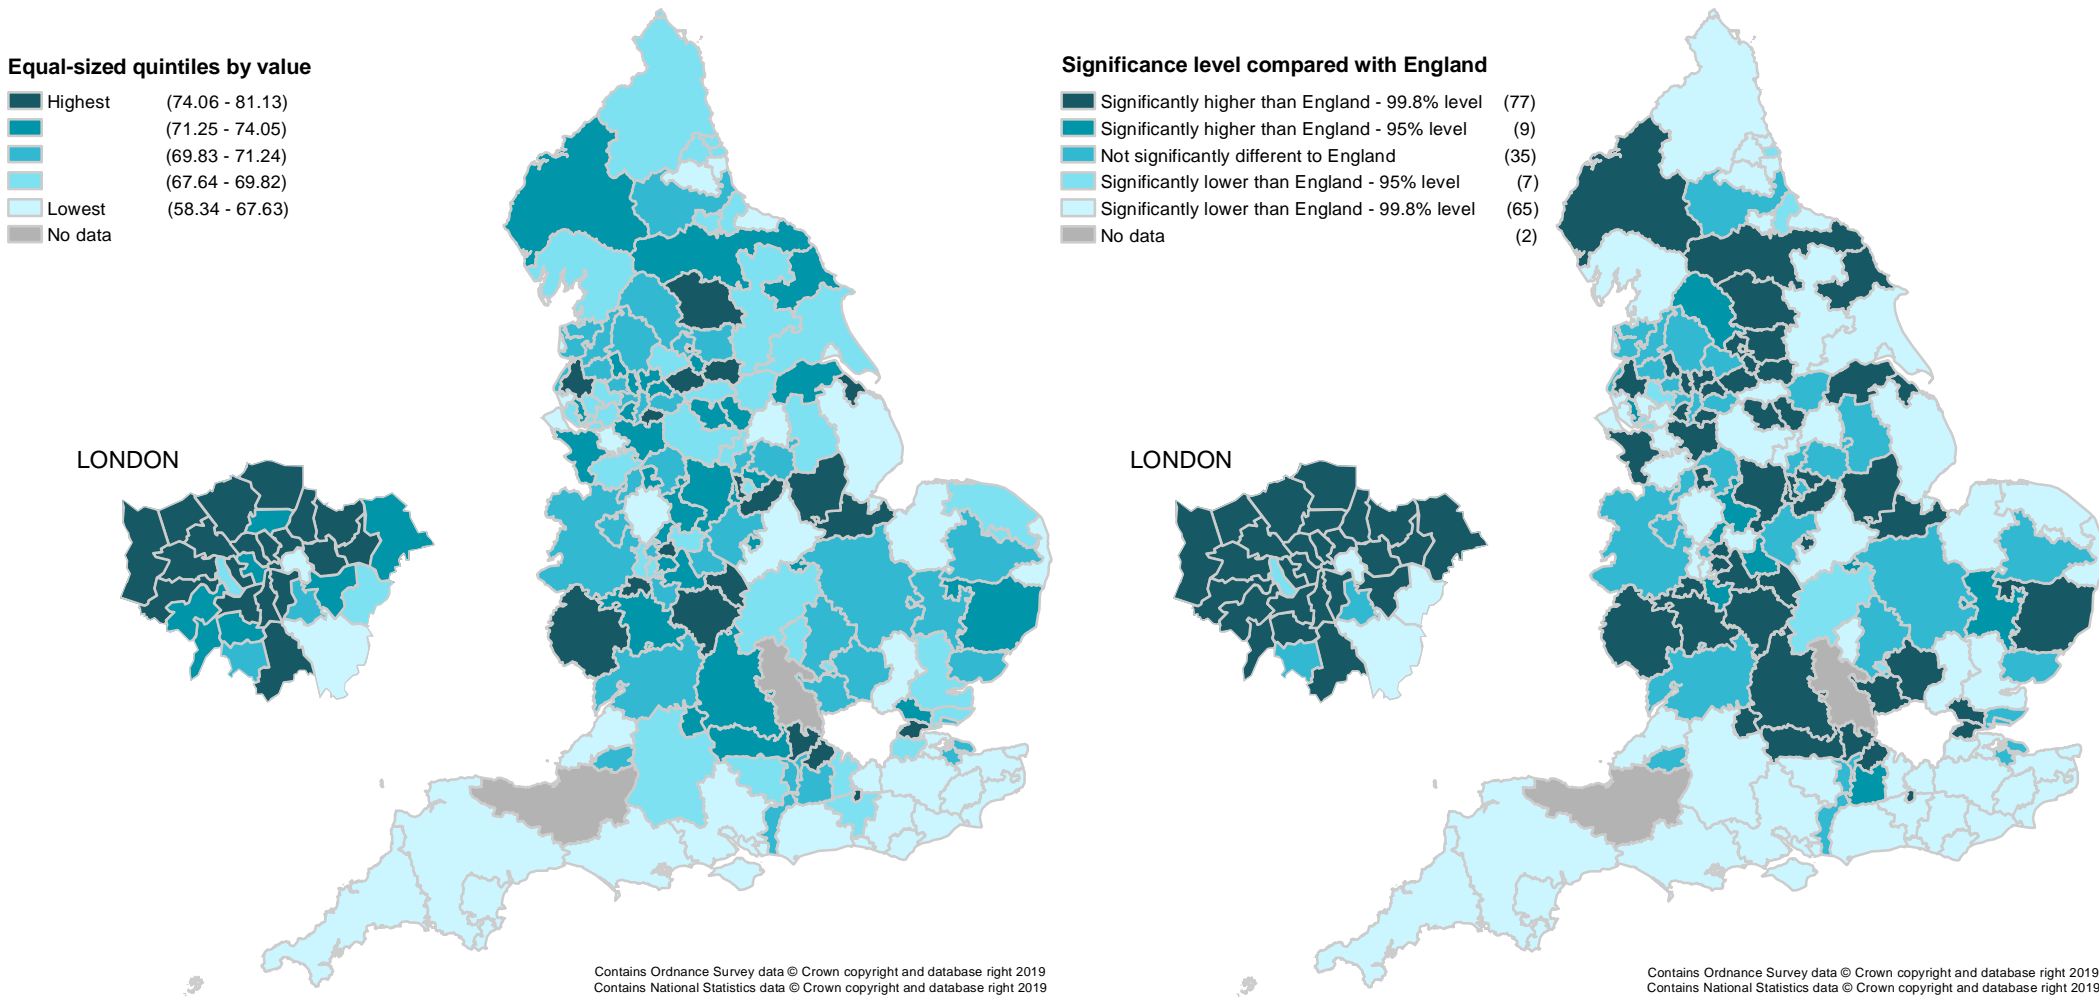 Equal-sized quintiles by value
Highest (74.06 - 81.13)
(71.25 - 74.05)
(69.83 - 71.24)
(67.64 - 69.82)
Lowest (58.34 - 67.63)
No data
LONDON
Contains Ordnance Survey data © Crown copyright and database right 2019
Contains National Statistics data © Crown copyright and database right 2019
Significance level compared with England
Significantly higher than England - 99.8% level (77)
Significantly higher than England - 95% level (9)
Not significantly different to England (35)
Significantly lower than England - 95% level (7)
Significantly lower than England - 99.8% level (65)
No data (2)
LONDON
Contains Ordnance Survey data © Crown copyright and database right 2019
Contains National Statistics data © Crown copyright and database right 2019